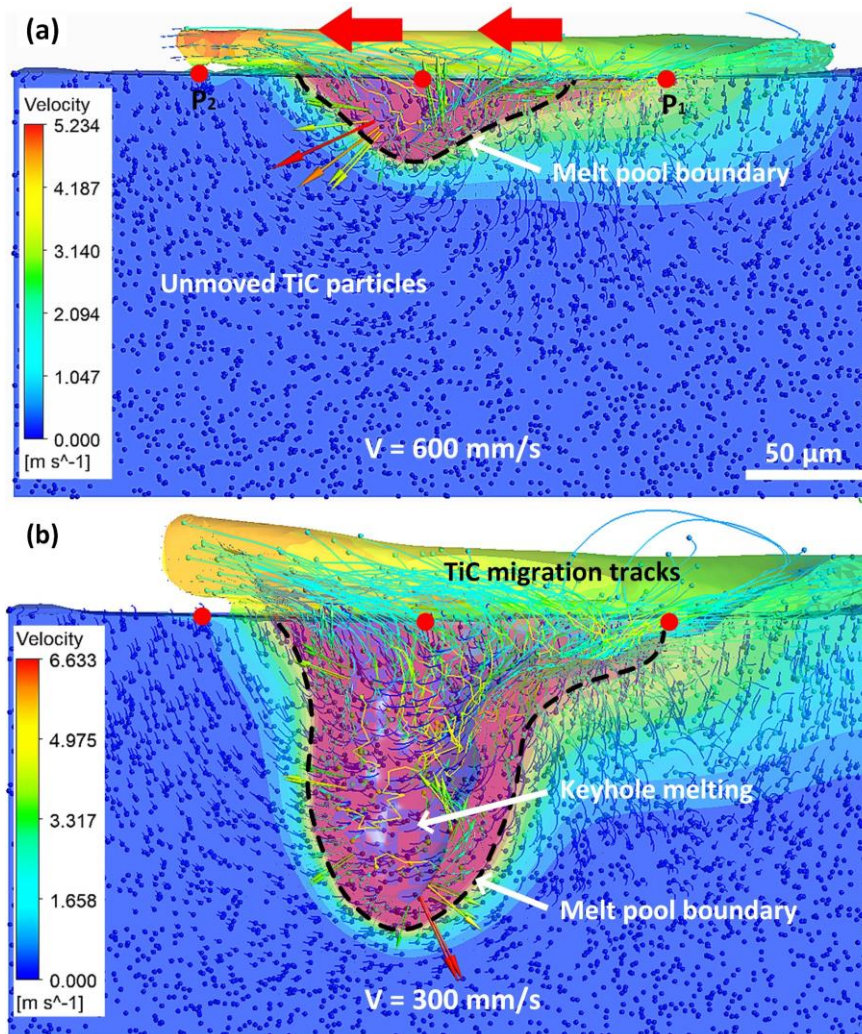 (a)
P₂
P₁
Velocity
5.234
4.187
3.140
2.094
1.047
0.000
[m s^-1]
Melt pool boundary
Unmoved TiC particles
V = 600 mm/s
50 µm
(b)
TiC migration tracks
Velocity
6.633
4.975
3.317
1.658
0.000
[m s^-1]
Keyhole melting
Melt pool boundary
V = 300 mm/s